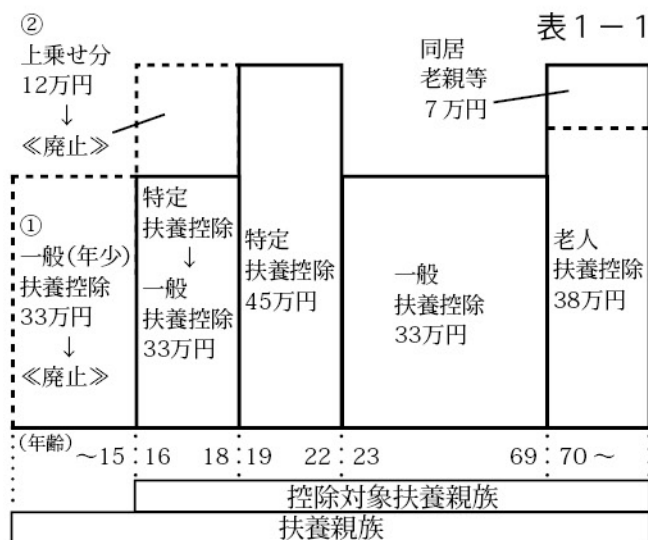 表1－1
②
上乗せ分
12万円
↓
≪廃止≫
同居
老親等
７万円
①
一般(年少)
扶養控除
33万円
↓
≪廃止≫
特定
扶養控除
↓
一般
扶養控除
33万円
特定
扶養控除
45万円
一般
扶養控除
33万円
老人
扶養控除
38万円
(年齢) ～15 16 18 19 22 23 69 70～
控除対象扶養親族
扶養親族